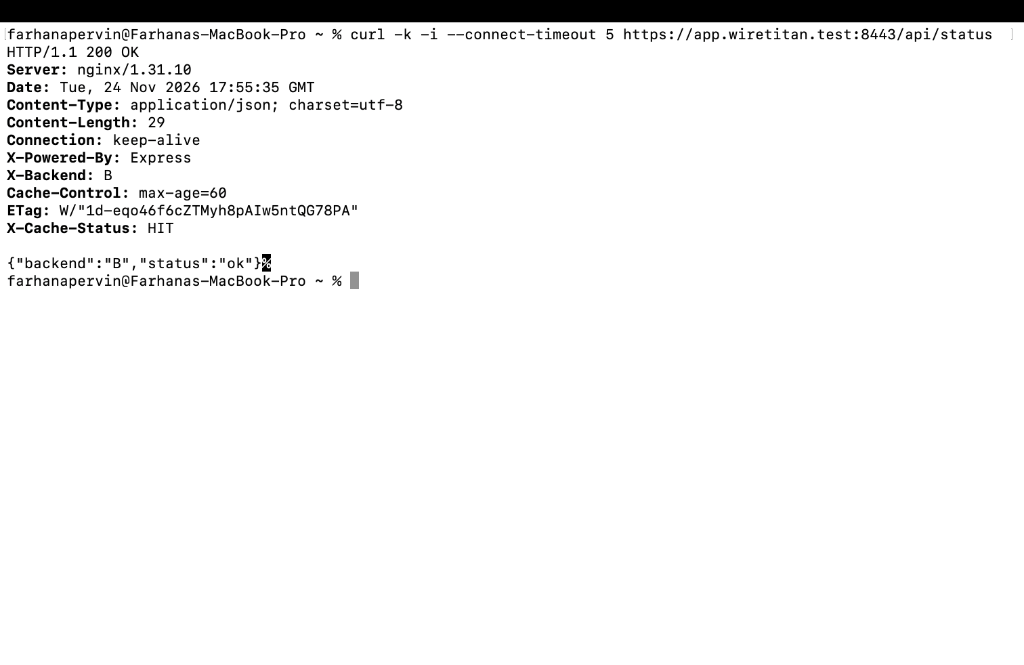 farhanapervin@Farhanas-MacBook-Pro ~ % curl -k -i --connect-timeout 5 https://app.wiretitan.test:8443/api/status
HTTP/1.1 200 OK
Server: nginx/1.31.10
Date: Tue, 24 Nov 2026 17:55:35 GMT
Content-Type: application/json; charset=utf-8
Content-Length: 29
Connection: keep-alive
X-Powered-By: Express
X-Backend: B
Cache-Control: max-age=60
ETag: W/"1d-eqo46f6cZTMyh8pAIw5ntQG78PA"
X-Cache-Status: HIT

{"backend":"B","status":"ok"}%
farhanapervin@Farhanas-MacBook-Pro ~ %